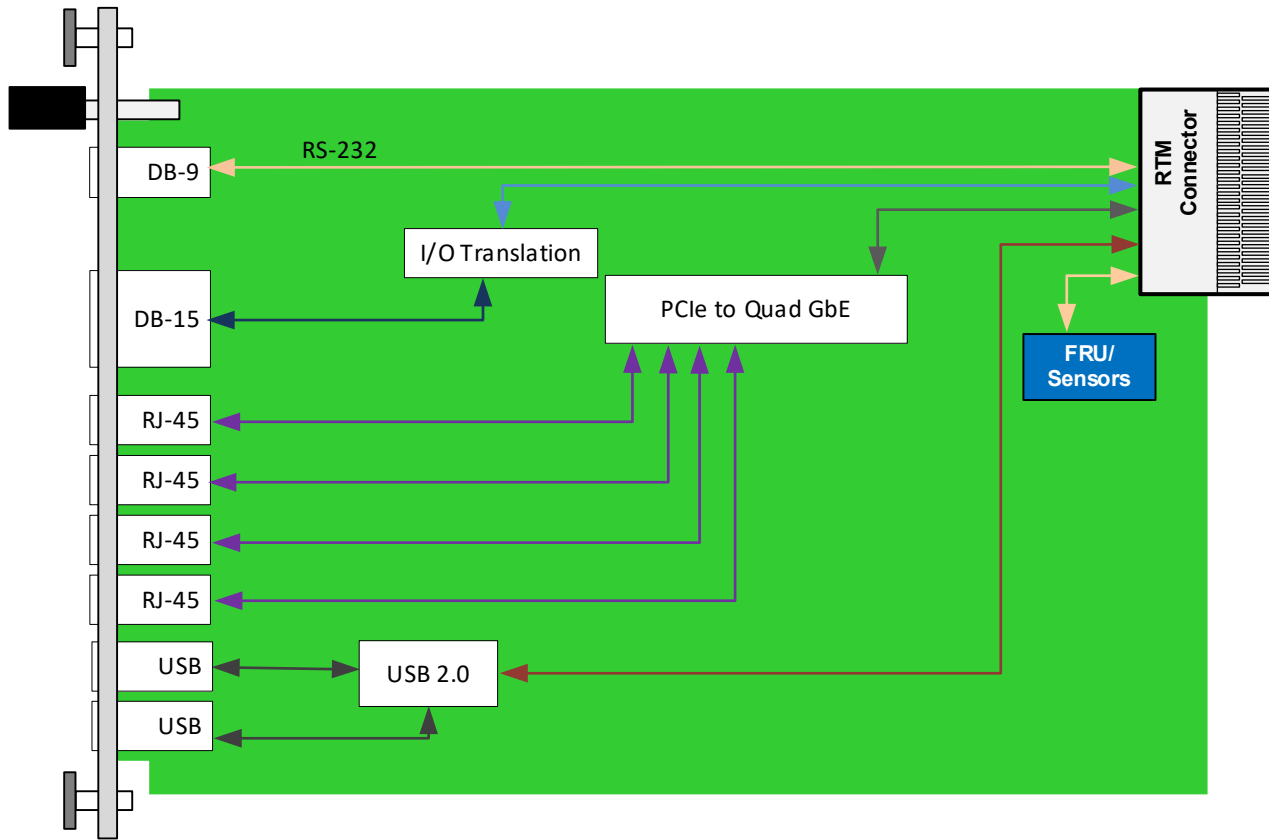 RS-232
DB-9
RTM
Connector
I/O Translation
DB-15
PCIe to Quad GbE
FRU/
Sensors
RJ-45
RJ-45
RJ-45
RJ-45
USB
USB 2.0
USB